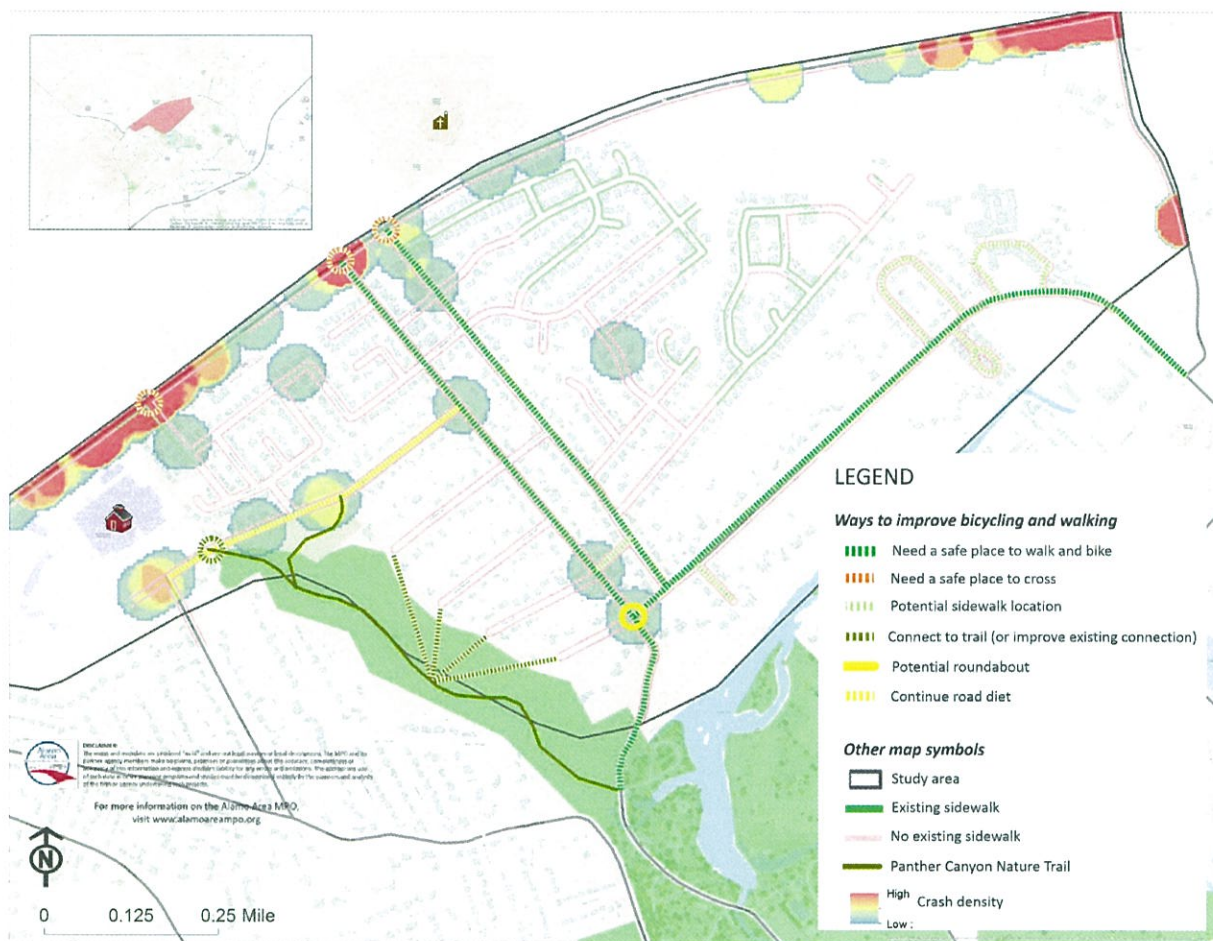 LEGEND
Ways to improve bicycling and walking
Need a safe place to walk and bike
Need a safe place to cross
Potential sidewalk location
Connect to trail (or improve existing connection)
Potential roundabout
Continue road diet
Other map symbols
Study area
Existing sidewalk
No existing sidewalk
Panther Canyon Nature Trail
High
Crash density
Low :
Alamo
Area
DISCLAIMER
For more information on the Alamo Area MPO,
visit www.alamoareampo.org
N
0 0.125 0.25 Mile